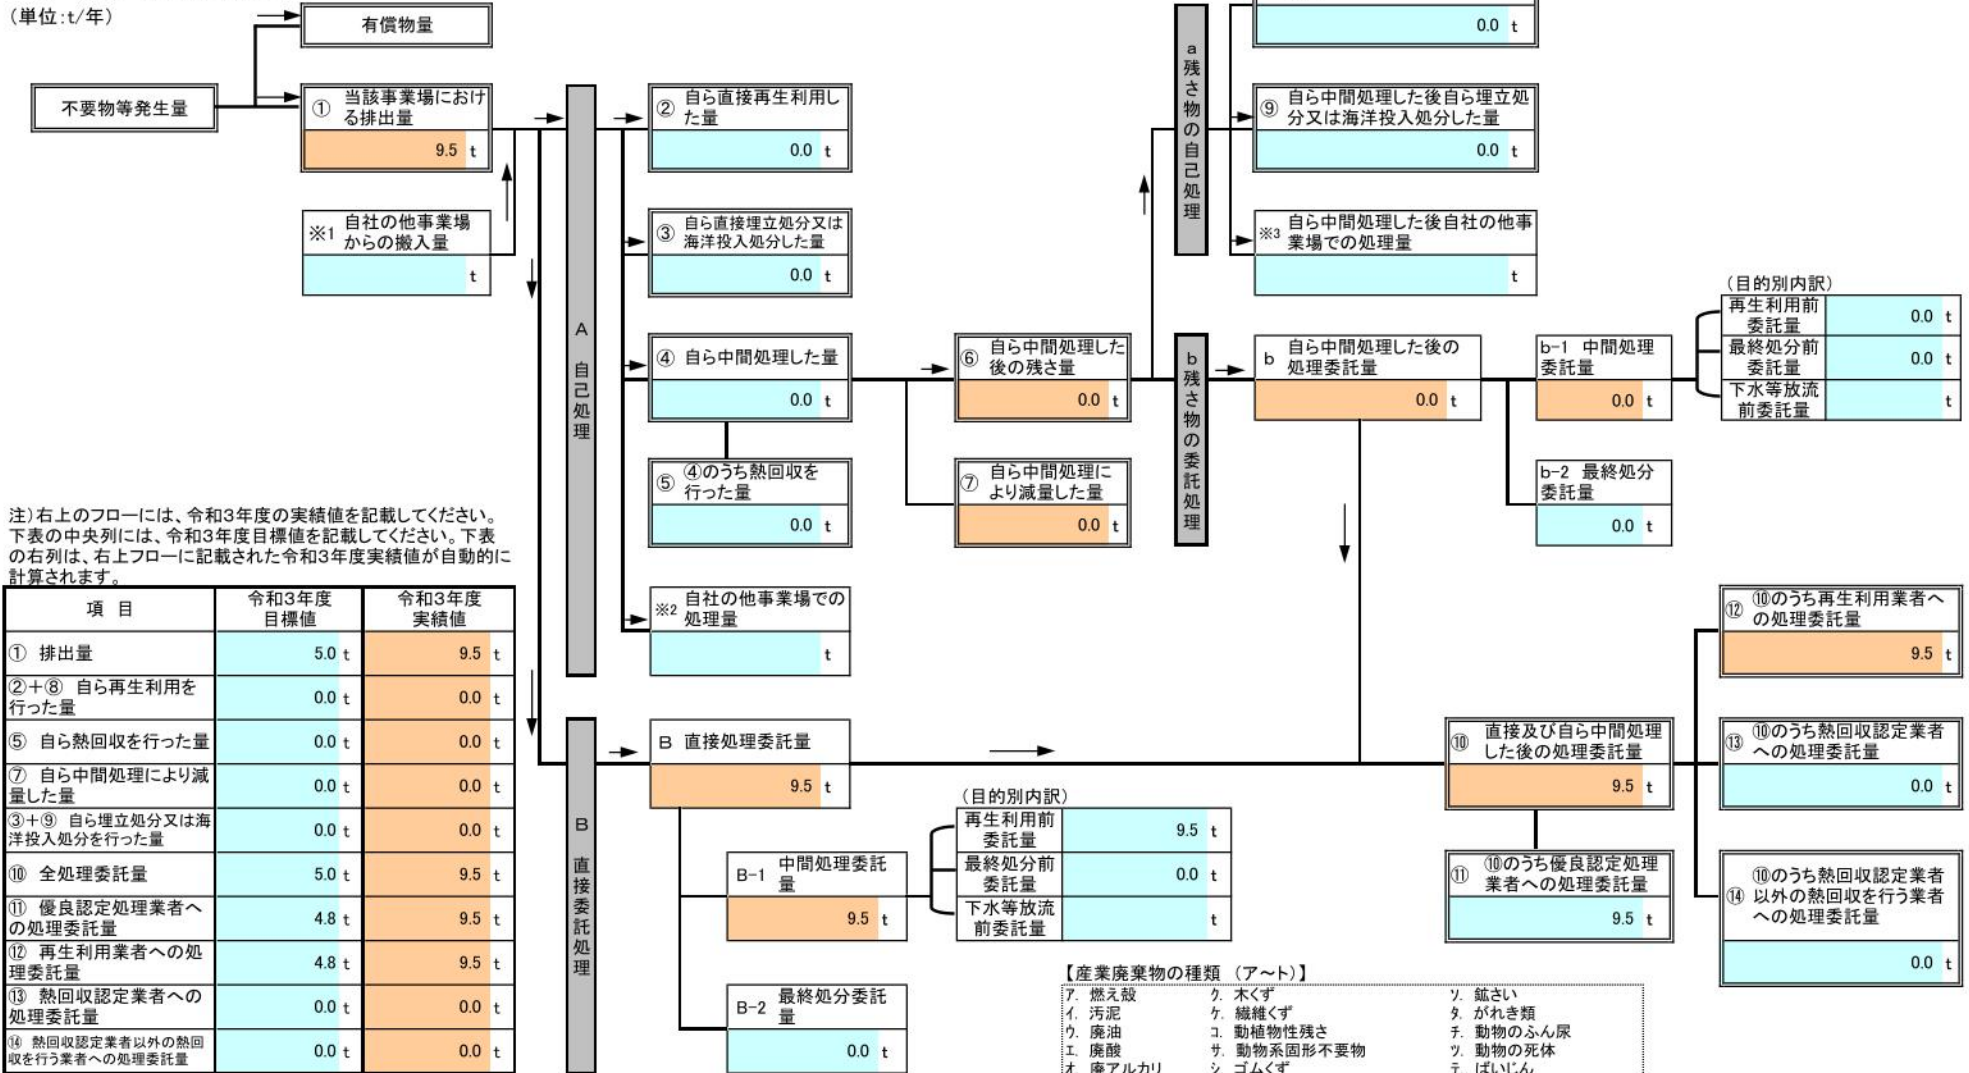 (単位:t/年)
有償物量
不要物等発生量
① 当該事業場におけ
る排出量
9.5 t
※1 自社の他事業場
からの搬入量
t
A 自己処理
② 自ら直接再生利用し
た量
0.0 t
③ 自ら直接埋立処分又は
海洋投入処分した量
0.0 t
④ 自ら中間処理した量
0.0 t
⑤ ④のうち熱回収を
行った量
0.0 t
※2 自社の他事業場での
処理量
t
⑥ 自ら中間処理した
後の残さ量
0.0 t
⑦ 自ら中間処理に
より減量した量
0.0 t
a 残さ物の自己処理
0.0 t
⑨ 自ら中間処理した後自ら埋立処
分又は海洋投入処分した量
0.0 t
※3 自ら中間処理した後自社の他事
業場での処理量
t
b 残さ物の委託処理
b 自ら中間処理した後の
処理委託量
0.0 t
b-1 中間処理
委託量
0.0 t
b-2 最終処分
委託量
0.0 t
(目的別内訳)
再生利用前
委託量
0.0 t
最終処分前
委託量
0.0 t
下水等放流
前委託量
t
注)右上のフローには、令和3年度の実績値を記載してください。
下表の中央列には、令和3年度目標値を記載してください。下表
の右列は、右上フローに記載された令和3年度実績値が自動的に
計算されます。
項 目
令和3年度
目標値
令和3年度
実績値
① 排出量 5.0 t 9.5 t
②+⑧ 自ら再生利用を
行った量
0.0 t 0.0 t
⑤ 自ら熱回収を行った量 0.0 t 0.0 t
⑦ 自ら中間処理により減
量した量
0.0 t 0.0 t
③+⑨ 自ら埋立処分又は海
洋投入処分を行った量
0.0 t 0.0 t
⑩ 全処理委託量 5.0 t 9.5 t
⑪ 優良認定処理業者へ
の処理委託量
4.8 t 9.5 t
⑫ 再生利用業者への処
理委託量
4.8 t 9.5 t
⑬ 熱回収認定業者への
処理委託量
0.0 t 0.0 t
⑭ 熱回収認定業者以外の熱回
収を行う業者への処理委託量
0.0 t 0.0 t
B 直接委託処理
B 直接処理委託量
9.5 t
B-1 中間処理委託
量
9.5 t
B-2 最終処分委託
量
0.0 t
(目的別内訳)
再生利用前
委託量
9.5 t
最終処分前
委託量
0.0 t
下水等放流
前委託量
t
⑩ 直接及び自ら中間処理
した後の処理委託量
9.5 t
⑪ ⑩のうち優良認定処理
業者への処理委託量
9.5 t
⑫ ⑩のうち再生利用業者へ
の処理委託量
9.5 t
⑬ ⑩のうち熱回収認定業者
への処理委託量
0.0 t
⑭ ⑩のうち熱回収認定業者
以外の熱回収を行う業者
への処理委託量
0.0 t
【産業廃棄物の種類 (ア~ト)】
ア. 燃え殻 ク. 木くず ソ. 鉱さい
イ. 汚泥 ケ. 繊維くず タ. がれき類
ウ. 廃油 コ. 動植物性残さ チ. 動物のふん尿
エ. 廃酸 サ. 動物系固形不要物 ツ. 動物の死体
オ. 廃アルカリ シ. ゴムくず テ. ばいじん